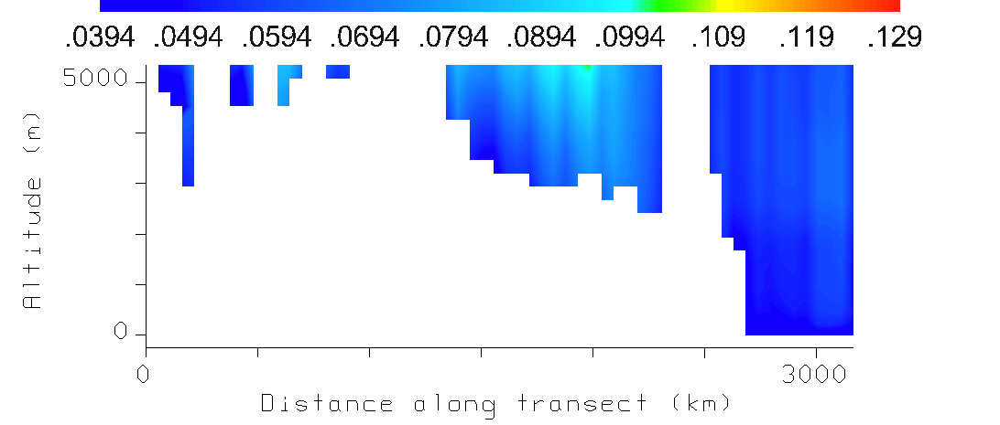 .0394 .0494 .0594 .0694 .0794 .0894 .0994 .109 .119 .129
5000
Altitude (m)
0
0 3000
Distance along transect (km)